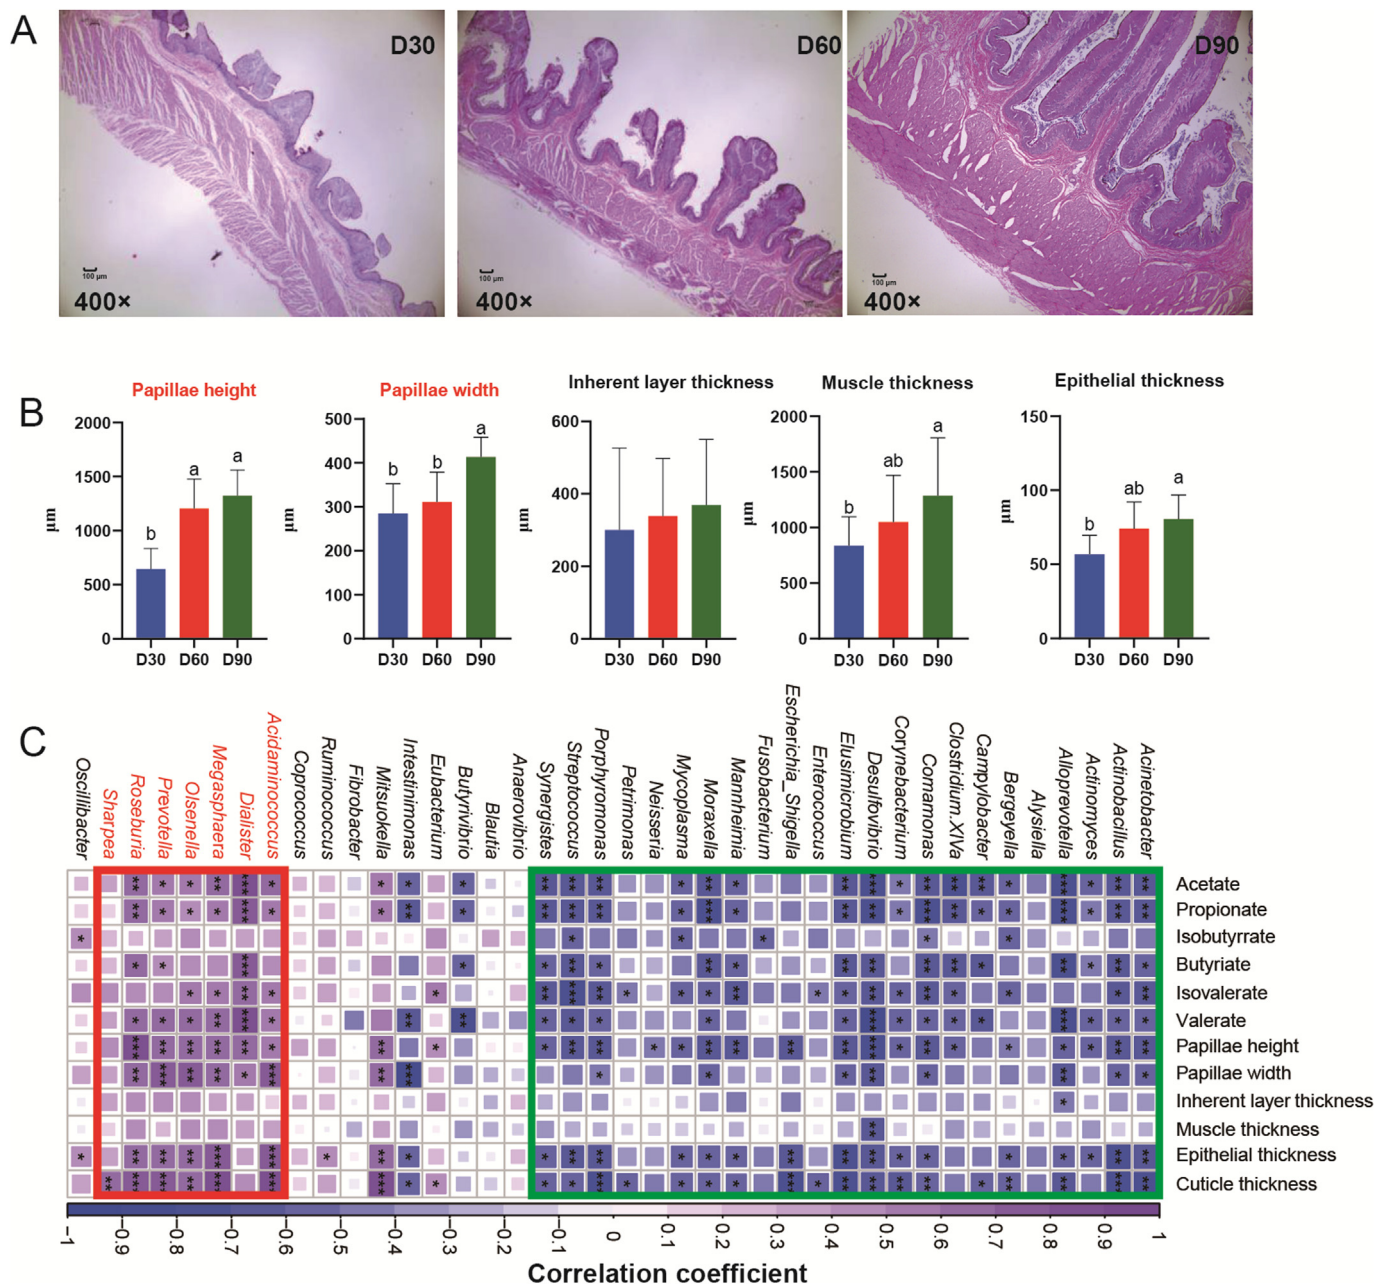 A
D30
D60
D90
100 µm
400×
100 µm
400×
100 µm
400×
B
Papillae height
Papillae width
Inherent layer thickness
Muscle thickness
Epithelial thickness
2000
1500
1000
500
0
µm
b
a
a
D30 D60 D90
500
400
300
200
100
0
µm
b
b
a
D30 D60 D90
600
400
200
0
µm
D30 D60 D90
2000
1500
1000
500
0
µm
b
ab
a
D30 D60 D90
150
100
50
0
µm
b
ab
a
D30 D60 D90
C
Oscillibacter
Sharpea
Roseburia
Prevotella
Olsenella
Megasphaera
Dialister
Acidaminococcus
Coprococcus
Ruminococcus
Fibrobacter
Mitsuokella
Intestinimonas
Eubacterium
Butyrivibrio
Blautia
Anaerovibrio
Synergistes
Streptococcus
Porphyromonas
Petrimonas
Neisseria
Mycoplasma
Moraxella
Mannheimia
Fusobacterium
Escherichia_Shigella
Enterococcus
Elusimicrobium
Desulfovibrio
Corynebacterium
Comamonas
Clostridium.XlVa
Campylobacter
Bergeyella
Alysiella
Alloprevotella
Actinomyces
Actinobacillus
Acinetobacter
Acetate
Propionate
Isobutyrrate
Butyriate
Isovalerate
Valerate
Papillae height
Papillae width
Inherent layer thickness
Muscle thickness
Epithelial thickness
Cuticle thickness
-1 -0.9 -0.8 -0.7 -0.6 -0.5 -0.4 -0.3 -0.2 -0.1 0 0.1 0.2 0.3 0.4 0.5 0.6 0.7 0.8 0.9 1
Correlation coefficient